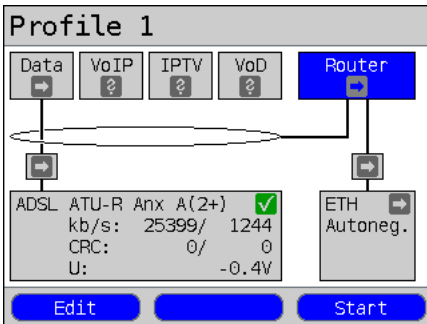 Profile 1
Data VoIP IPTV VoD Router
? ? ?
ADSL ATU-R Anx A(2+)
kb/s: 25399/ 1244
CRC: 0/ 0
U: -0.4V
ETH
Autoneg.
Edit Start